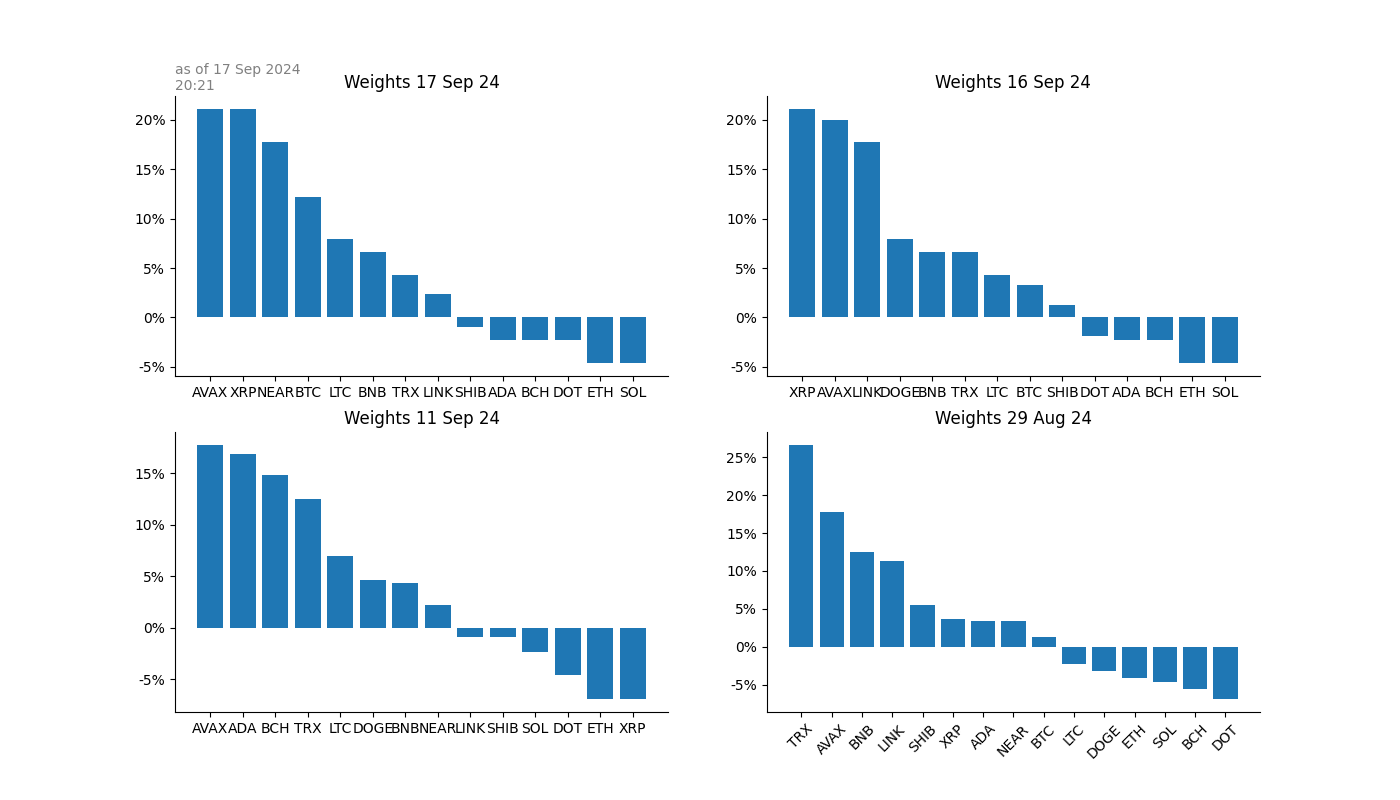 as of 17 Sep 2024
20:21
Weights 17 Sep 24
20%
15%
10%
5%
0%
-5%
AVAX XRP NEAR BTC LTC BNB TRX LINK SHIB ADA BCH DOT ETH SOL
Weights 16 Sep 24
20%
15%
10%
5%
0%
-5%
XRP AVAX LINK DOGE BNB TRX LTC BTC SHIB DOT ADA BCH ETH SOL
Weights 11 Sep 24
15%
10%
5%
0%
-5%
AVAX ADA BCH TRX LTC DOGE BNB NEAR LINK SHIB SOL DOT ETH XRP
Weights 29 Aug 24
25%
20%
15%
10%
5%
0%
-5%
TRX AVAX BNB LINK SHIB XRP ADA NEAR BTC LTC DOGE ETH SOL BCH DOT